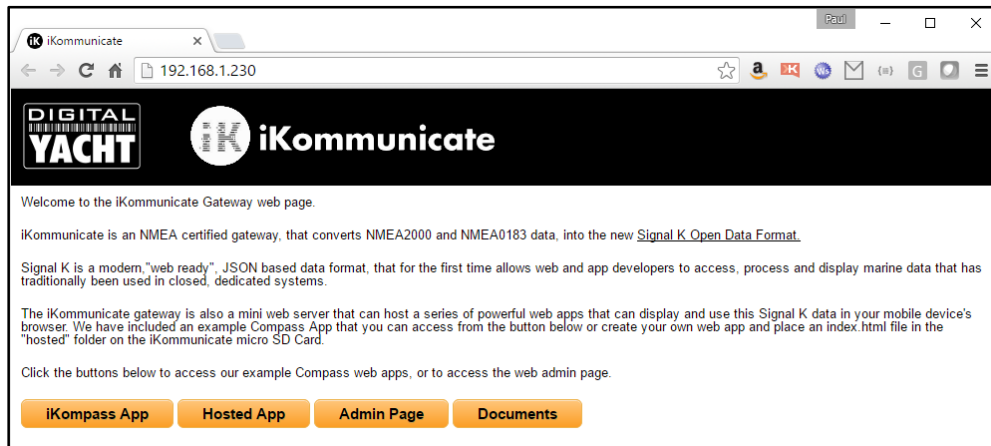 Paul
iK iKommunicate
192.168.1.230
DIGITAL
YACHT
iK iKommunicate
Welcome to the iKommunicate Gateway web page.
iKommunicate is an NMEA certified gateway, that converts NMEA2000 and NMEA0183 data, into the new Signal K Open Data Format.
Signal K is a modern,"web ready", JSON based data format, that for the first time allows web and app developers to access, process and display marine data that has
traditionally been used in closed, dedicated systems.
The iKommunicate gateway is also a mini web server that can host a series of powerful web apps that can display and use this Signal K data in your mobile device's
browser. We have included an example Compass App that you can access from the button below or create your own web app and place an index.html file in the
"hosted" folder on the iKommunicate micro SD Card.
Click the buttons below to access our example Compass web apps, or to access the web admin page.
iKompass App Hosted App Admin Page Documents